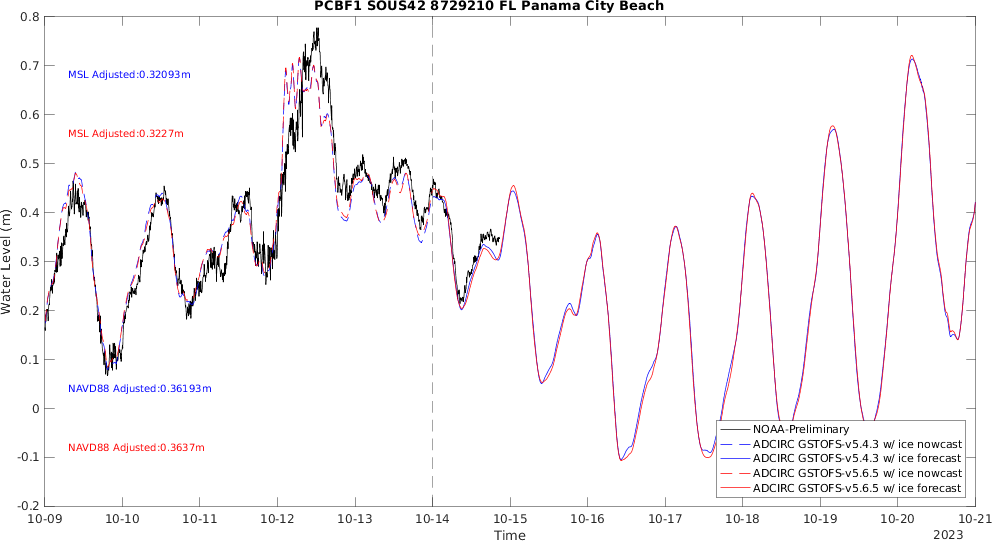 PCBF1 SOUS42 8729210 FL Panama City Beach
0.8
0.7
0.6
0.5
0.4
0.3
0.2
0.1
0
-0.1
-0.2
Water Level (m)
MSL Adjusted:0.32093m
MSL Adjusted:0.3227m
NAVD88 Adjusted:0.36193m
NAVD88 Adjusted:0.3637m
NOAA-Preliminary
ADCIRC GSTOFS-v5.4.3 w/ ice nowcast
ADCIRC GSTOFS-v5.4.3 w/ ice forecast
ADCIRC GSTOFS-v5.6.5 w/ ice nowcast
ADCIRC GSTOFS-v5.6.5 w/ ice forecast
10-09 10-10 10-11 10-12 10-13 10-14 10-15 10-16 10-17 10-18 10-19 10-20 10-21
Time
2023